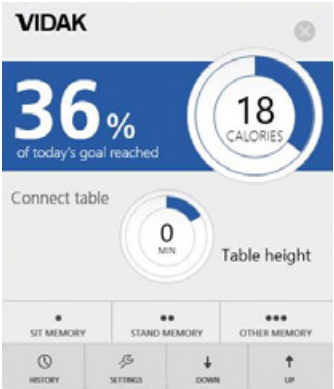 VIDAK
36%
of today's goal reached
18
CALORIES
Connect table
0
MIN
Table height
SIT MEMORY
STAND MEMORY
OTHER MEMORY
HISTORY
SETTINGS
DOWN
UP